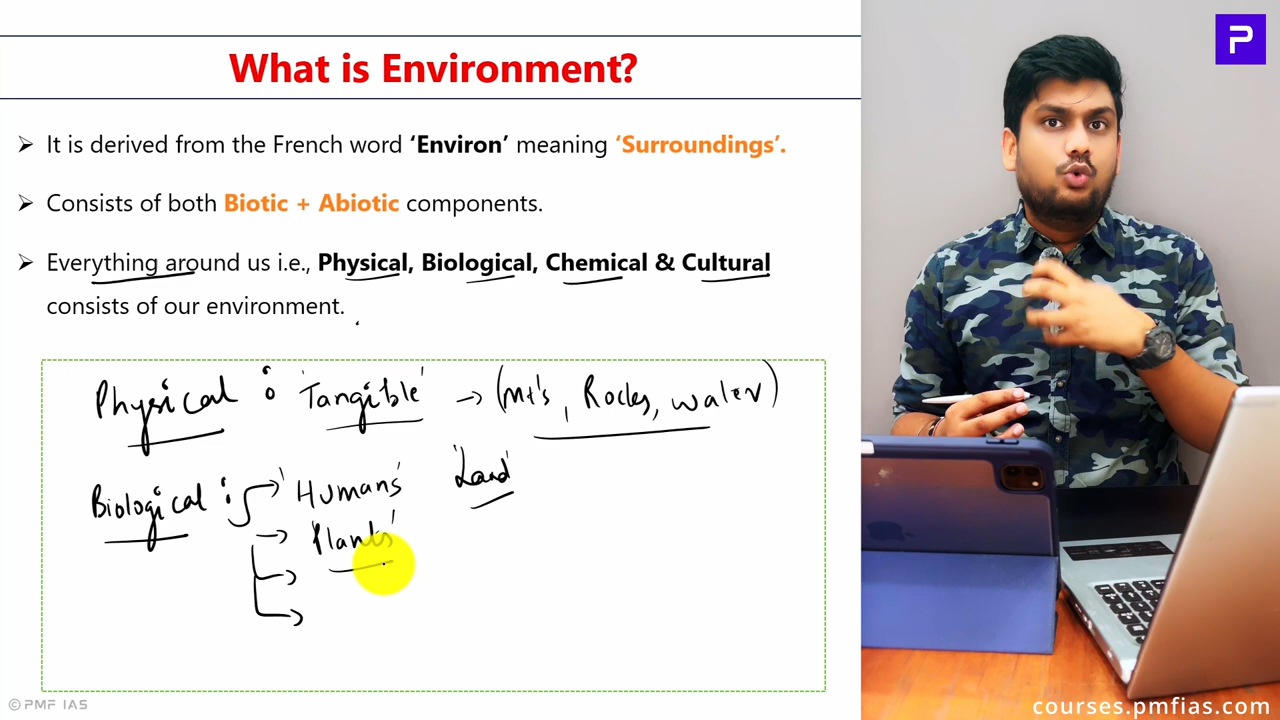 P
What is Environment?
➤ It is derived from the French word ‘Environ’ meaning ‘Surroundings’.
➤ Consists of both Biotic + Abiotic components.
➤ Everything around us i.e., Physical, Biological, Chemical & Cultural
consists of our environment.
Physical : 'Tangible' → (Mt's, Rocks, water)
'Land'
Biological : → 'Humans'
→ 'Plants'
© PMF IAS
courses.pmfias.com